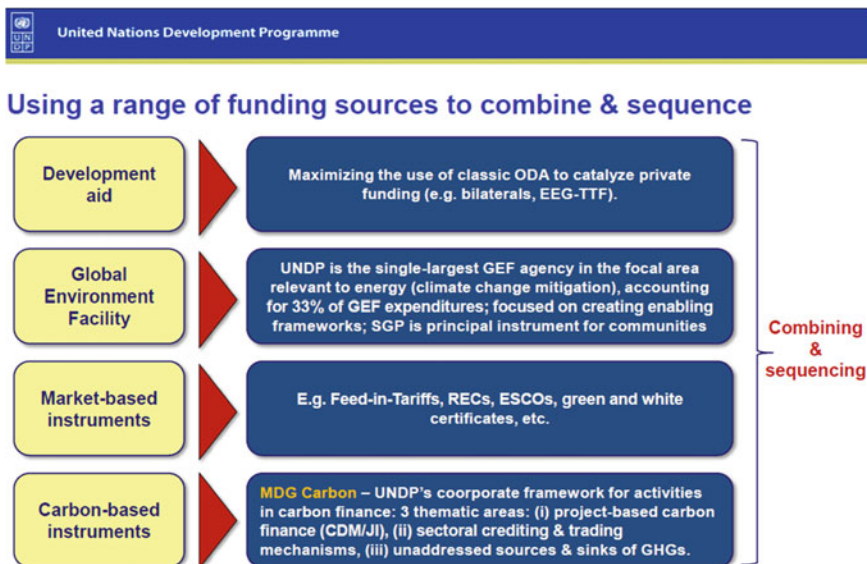 U N
D P
United Nations Development Programme
Using a range of funding sources to combine & sequence
Development
aid
Maximizing the use of classic ODA to catalyze private
funding (e.g. bilaterals, EEG-TTF).
Global
Environment
Facility
UNDP is the single-largest GEF agency in the focal area
relevant to energy (climate change mitigation), accounting
for 33% of GEF expenditures; focused on creating enabling
frameworks; SGP is principal instrument for communities
Market-based
instruments
E.g. Feed-in-Tariffs, RECs, ESCOs, green and white
certificates, etc.
Carbon-based
instruments
MDG Carbon – UNDP's coorporate framework for activities
in carbon finance: 3 thematic areas: (i) project-based carbon
finance (CDM/JI), (ii) sectoral crediting & trading
mechanisms, (iii) unaddressed sources & sinks of GHGs.
Combining
&
sequencing